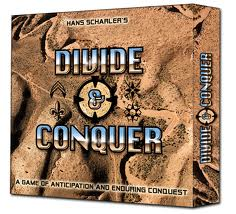 HANS SCHARLER'S
DIVIDE
&
CONQUER
A GAME OF ANTICIPATION AND ENDURING CONQUEST
DIVIDE & CONQUER